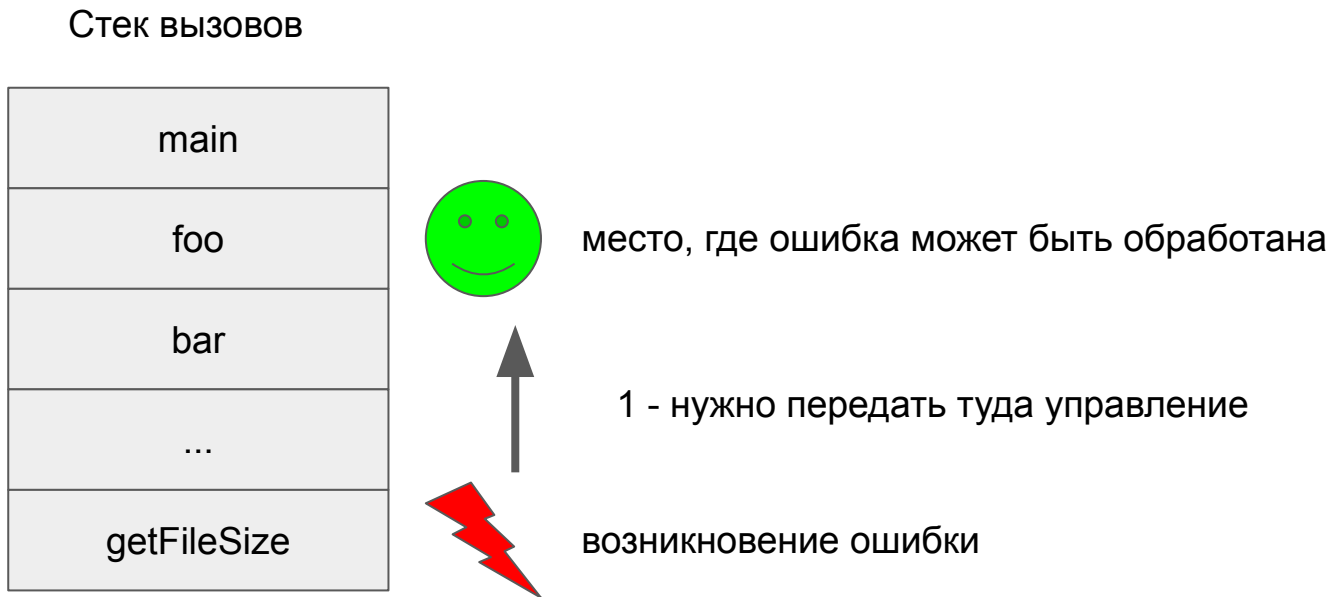 Стек вызовов
main
foo
место, где ошибка может быть обработана
bar
1 - нужно передать туда управление
...
getFileSize
возникновение ошибки